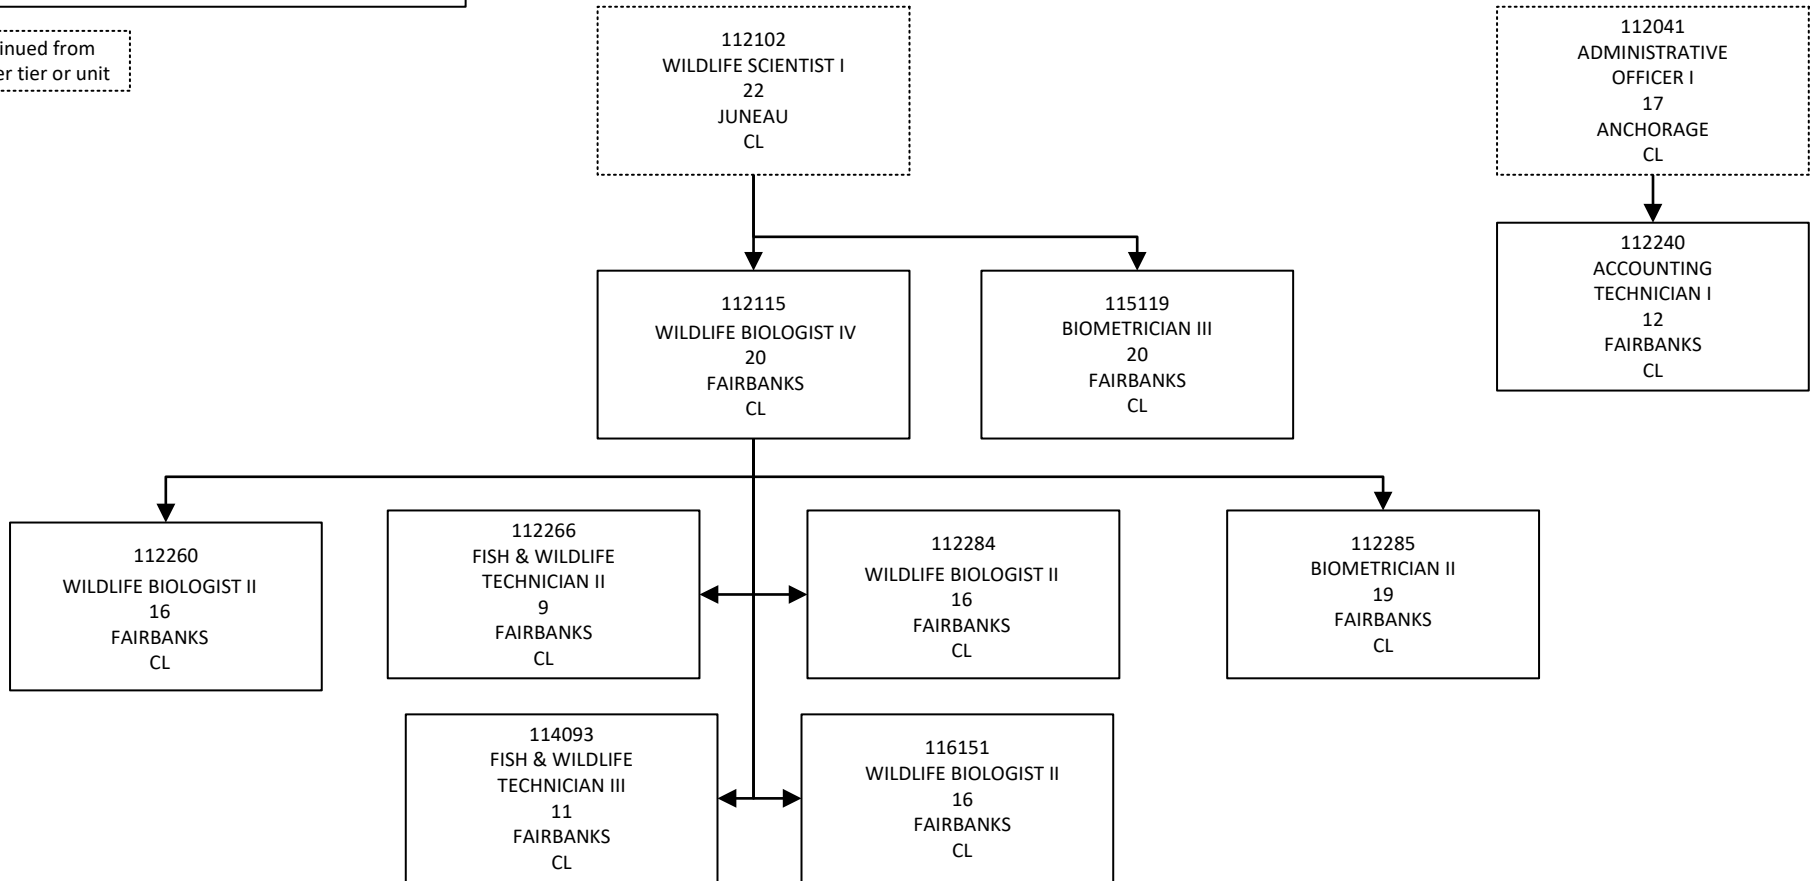 inued from
er tier or unit
112102
WILDLIFE SCIENTIST I
22
JUNEAU
CL
112041
ADMINISTRATIVE
OFFICER I
17
ANCHORAGE
CL
112115
WILDLIFE BIOLOGIST IV
20
FAIRBANKS
CL
115119
BIOMETRICIAN III
20
FAIRBANKS
CL
112240
ACCOUNTING
TECHNICIAN I
12
FAIRBANKS
CL
112260
WILDLIFE BIOLOGIST II
16
FAIRBANKS
CL
112266
FISH & WILDLIFE
TECHNICIAN II
9
FAIRBANKS
CL
112284
WILDLIFE BIOLOGIST II
16
FAIRBANKS
CL
112285
BIOMETRICIAN II
19
FAIRBANKS
CL
114093
FISH & WILDLIFE
TECHNICIAN III
11
FAIRBANKS
CL
116151
WILDLIFE BIOLOGIST II
16
FAIRBANKS
CL